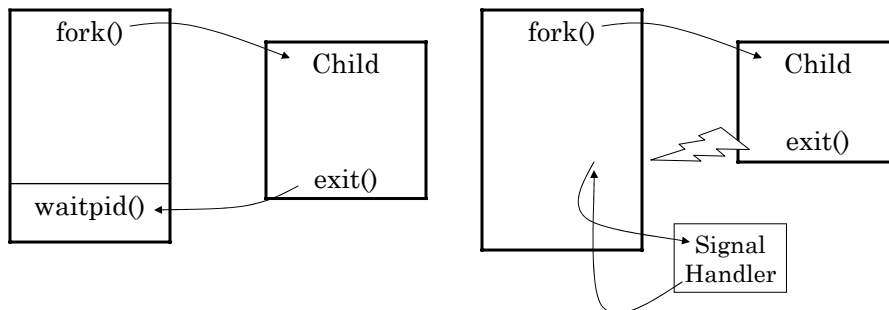 fork()
Child
exit()
waitpid()
fork()
Child
exit()
Signal
Handler